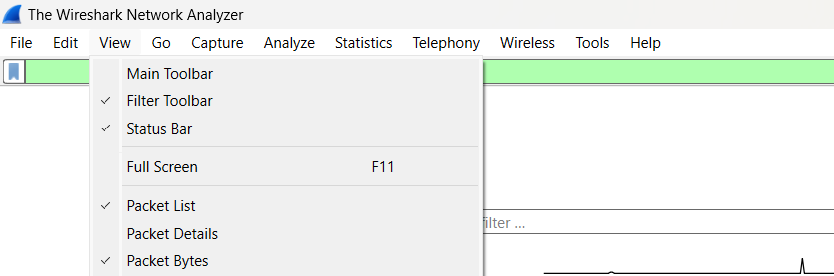 The Wireshark Network Analyzer
File Edit View Go Capture Analyze Statistics Telephony Wireless Tools Help
Main Toolbar
Filter Toolbar
Status Bar
Full Screen F11
Packet List
filter ...
Packet Details
Packet Bytes